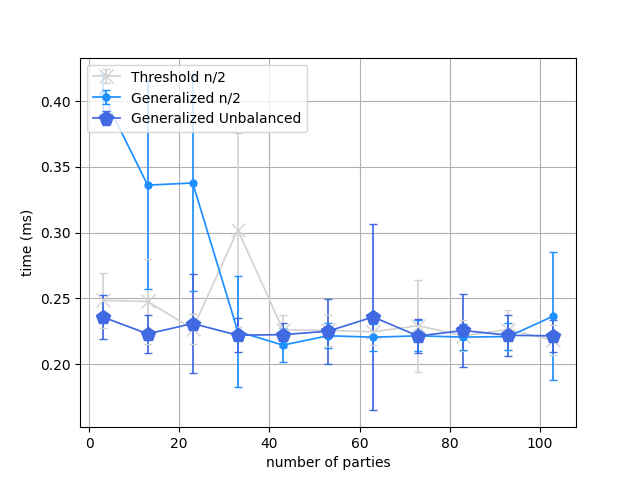 Threshold n/2
Generalized n/2
Generalized Unbalanced
0.40
0.35
0.30
0.25
0.20
time (ms)
0 20 40 60 80 100
number of parties